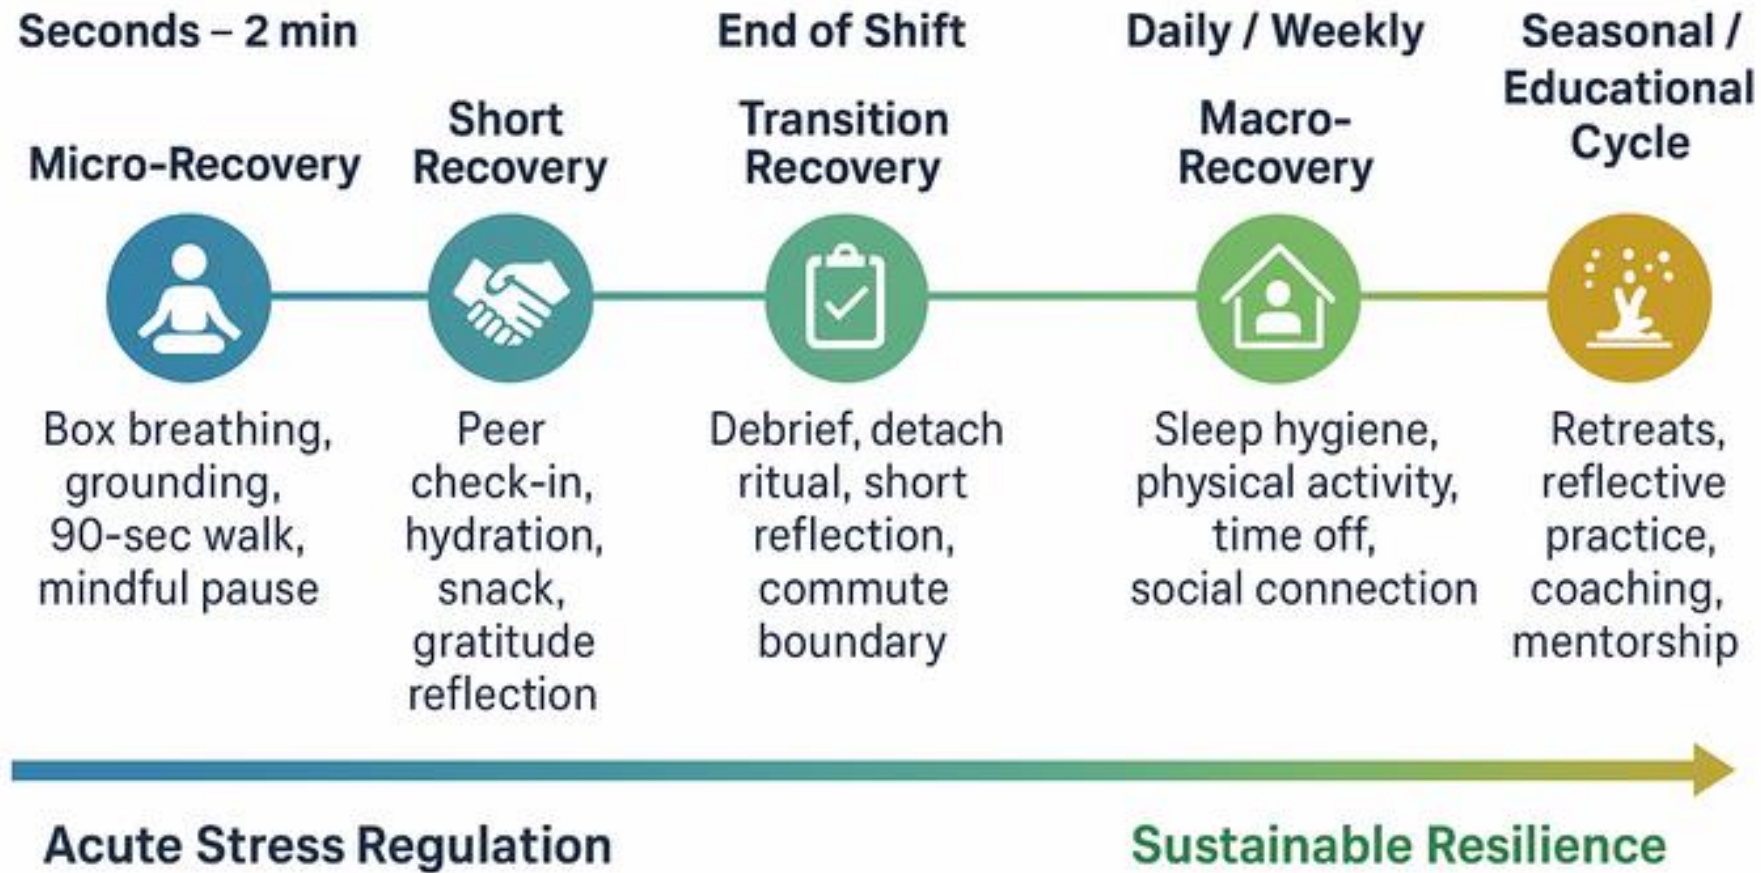 Seconds – 2 min
Micro-Recovery
Box breathing,
grounding,
90-sec walk,
mindful pause
Short
Recovery
Peer
check-in,
hydration,
snack,
gratitude
reflection
End of Shift
Transition
Recovery
Debrief, detach
ritual, short
reflection,
commute
boundary
Daily / Weekly
Macro-
Recovery
Sleep hygiene,
physical activity,
time off,
social connection
Seasonal /
Educational
Cycle
Retreats,
reflective
practice,
coaching,
mentorship
Acute Stress Regulation
Sustainable Resilience